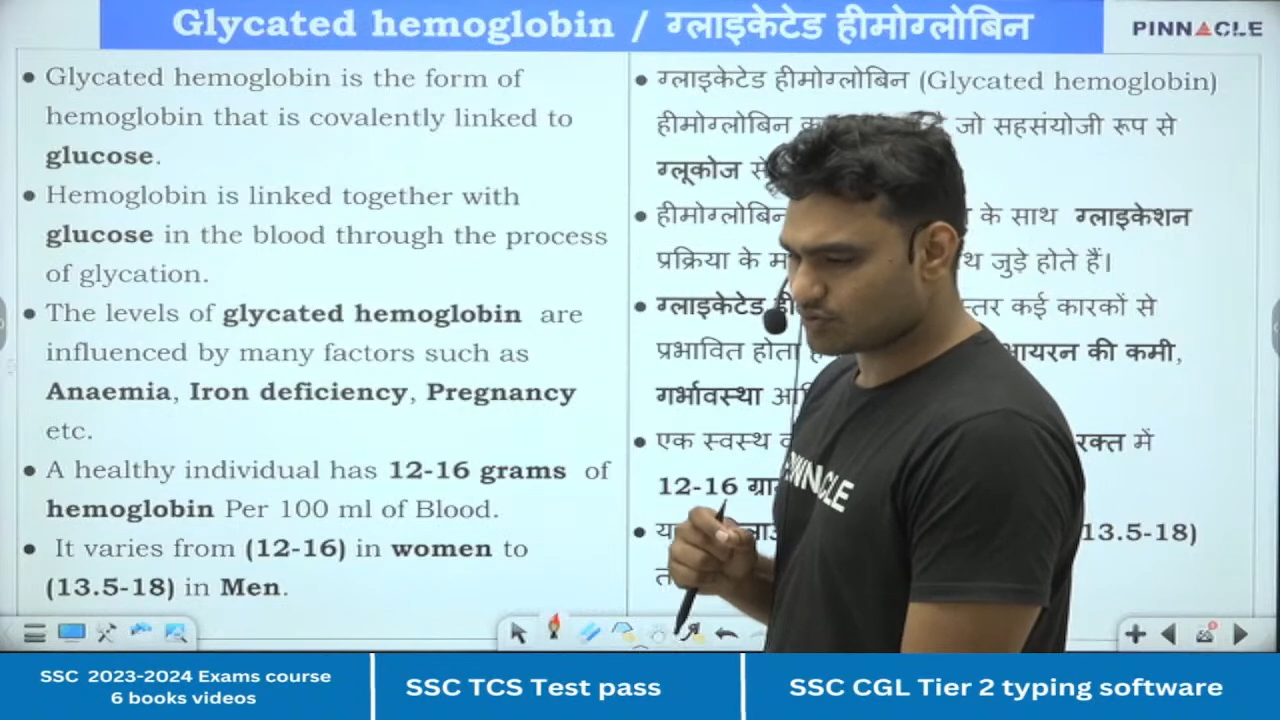 Glycated hemoglobin / ग्लाइकेटेड हीमोग्लोबिन
PINNACLE
• Glycated hemoglobin is the form of
hemoglobin that is covalently linked to
glucose.
• Hemoglobin is linked together with
glucose in the blood through the process
of glycation.
• The levels of glycated hemoglobin are
influenced by many factors such as
Anaemia, Iron deficiency, Pregnancy
etc.
• A healthy individual has 12-16 grams of
hemoglobin Per 100 ml of Blood.
• It varies from (12-16) in women to
(13.5-18) in Men.
• ग्लाइकेटेड हीमोग्लोबिन (Glycated hemoglobin)
हीमोग्लोबिन जो सहसंयोजी रूप से
ग्लूकोज से
• हीमोग्लोबिन के साथ ग्लाइकेशन
प्रक्रिया के जुड़े होते हैं।
• ग्लाइकेटेड कई कारकों से
प्रभावित होता की कमी,
गर्भावस्था
• एक स्वस्थ रक्त में
12-16
• 13.5-18)
PINNACLE
SSC 2023-2024 Exams course
6 books videos
SSC TCS Test pass
SSC CGL Tier 2 typing software